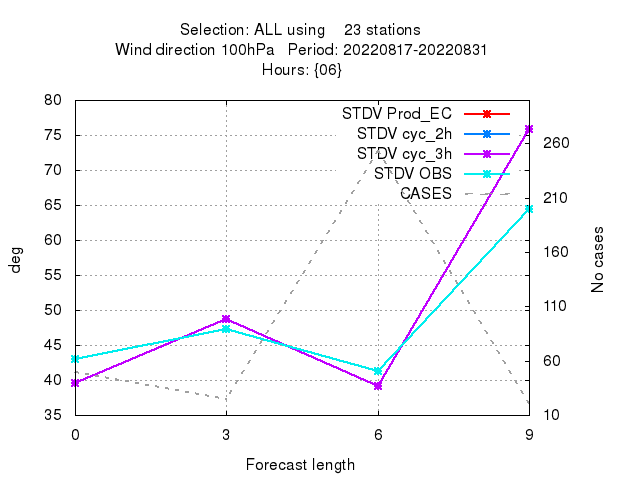 Selection: ALL using 23 stations
Wind direction 100hPa Period: 20220817-20220831
Hours: {06}
STDV Prod_EC
STDV cyc_2h
STDV cyc_3h
STDV OBS
CASES
deg
80
75
70
65
60
55
50
45
40
35
No cases
260
210
160
110
60
10
0 3 6 9
Forecast length